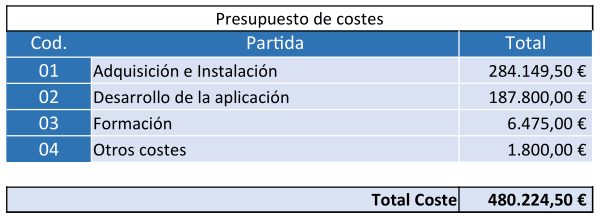 Presupuesto de costes
Cod. Partida Total
01 Adquisición e Instalación 284.149,50 €
02 Desarrollo de la aplicación 187.800,00 €
03 Formación 6.475,00 €
04 Otros costes 1.800,00 €
Total Coste 480.224,50 €